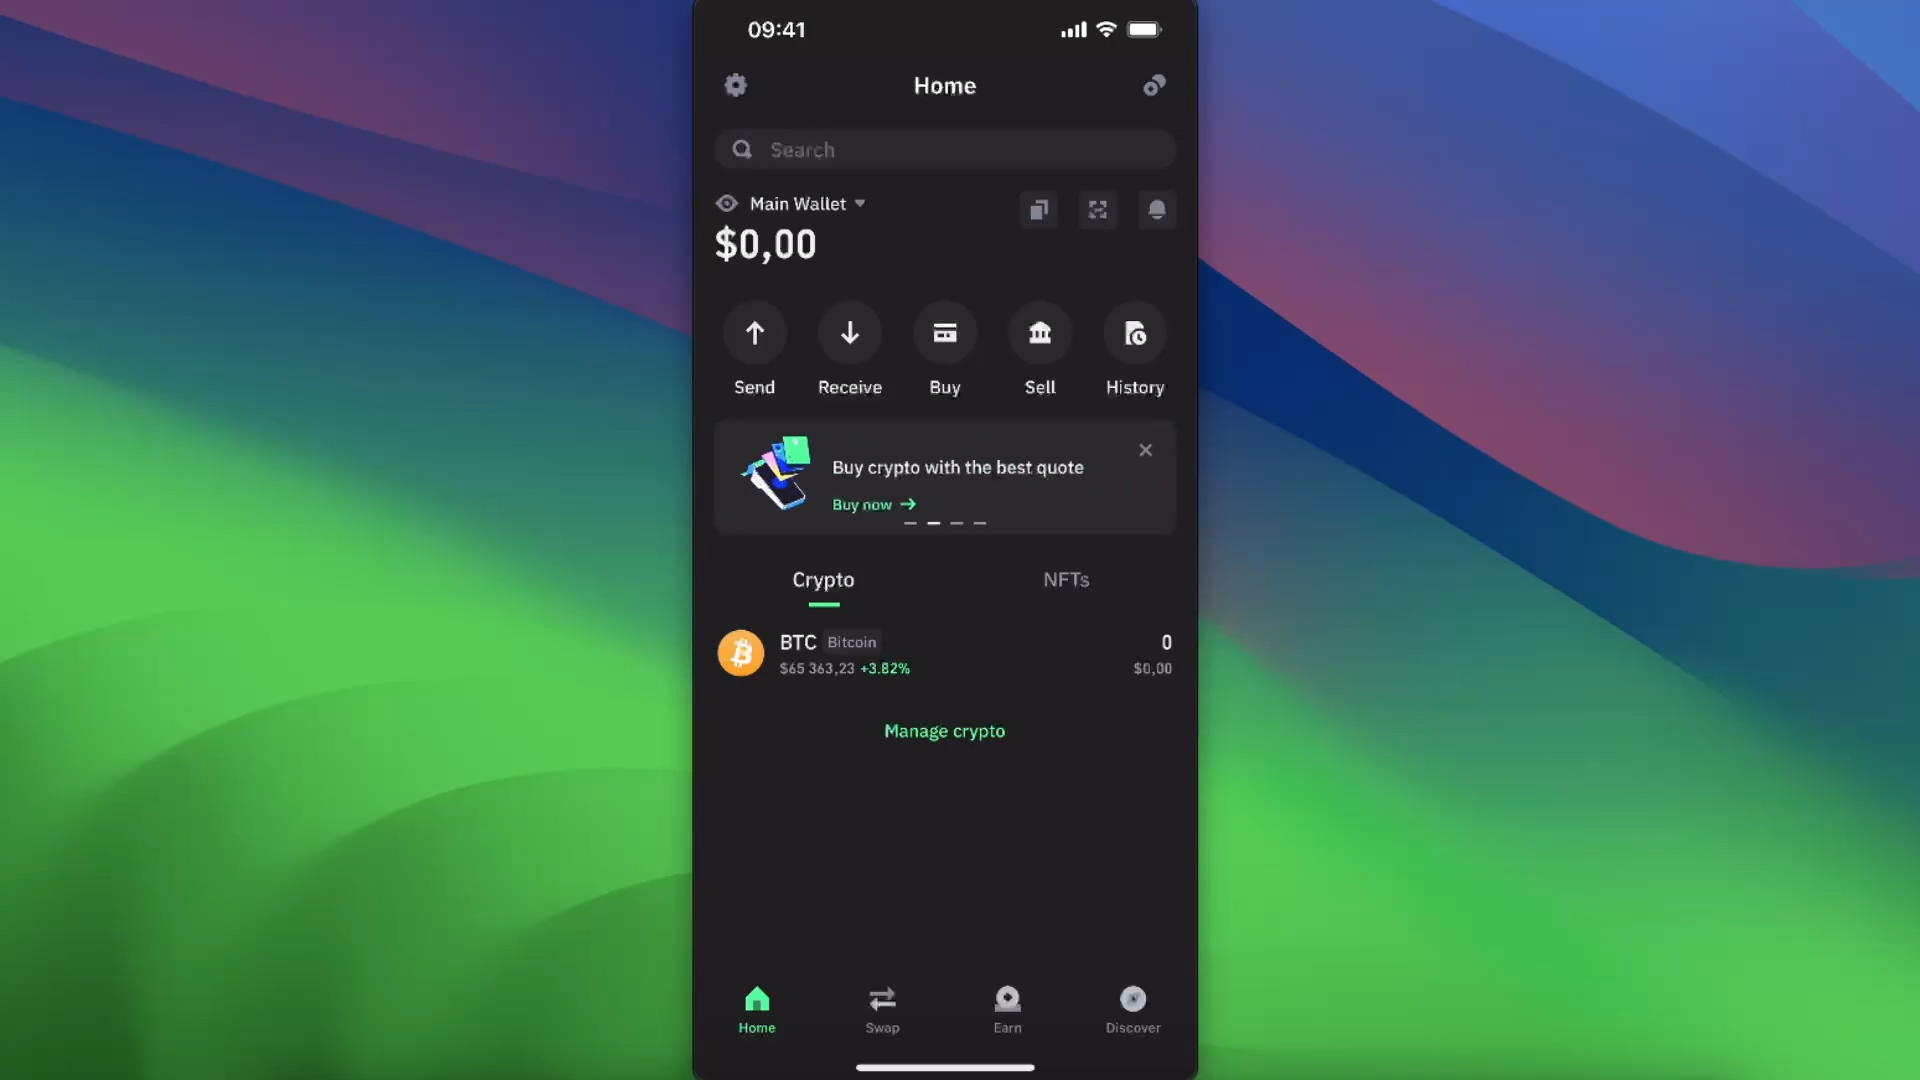 09:41
Home
Search
Main Wallet
$0,00
Send Receive Buy Sell History
Buy crypto with the best quote
Buy now →
Crypto NFTs
BTC Bitcoin 0
$65 363,23 +3.82% $0,00
Manage crypto
Home Swap Earn Discover